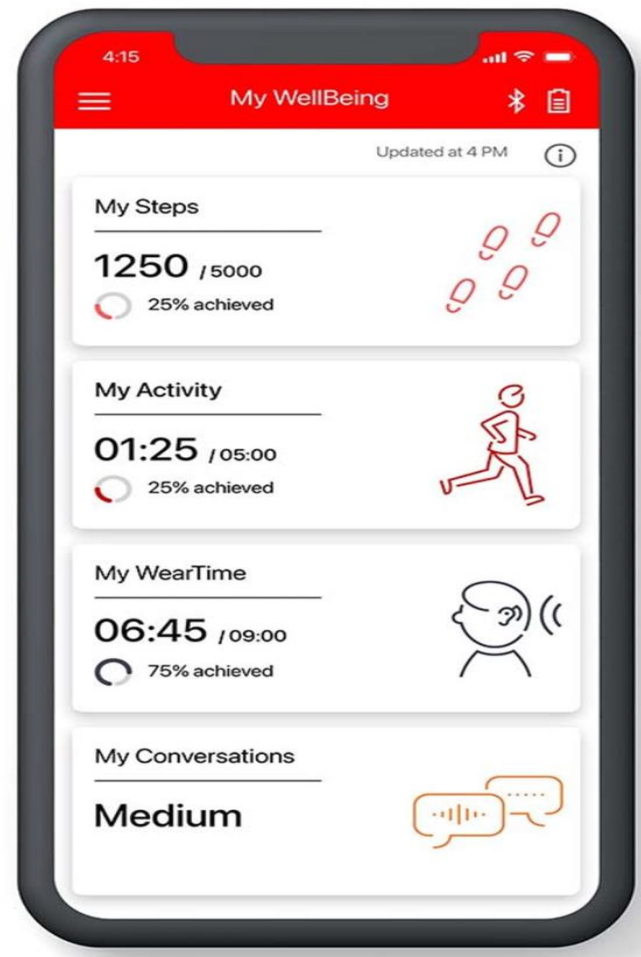 4:15
My WellBeing
Updated at 4 PM
My Steps
1250 /5000
25% achieved
My Activity
01:25 /05:00
25% achieved
My WearTime
06:45 /09:00
75% achieved
My Conversations
Medium